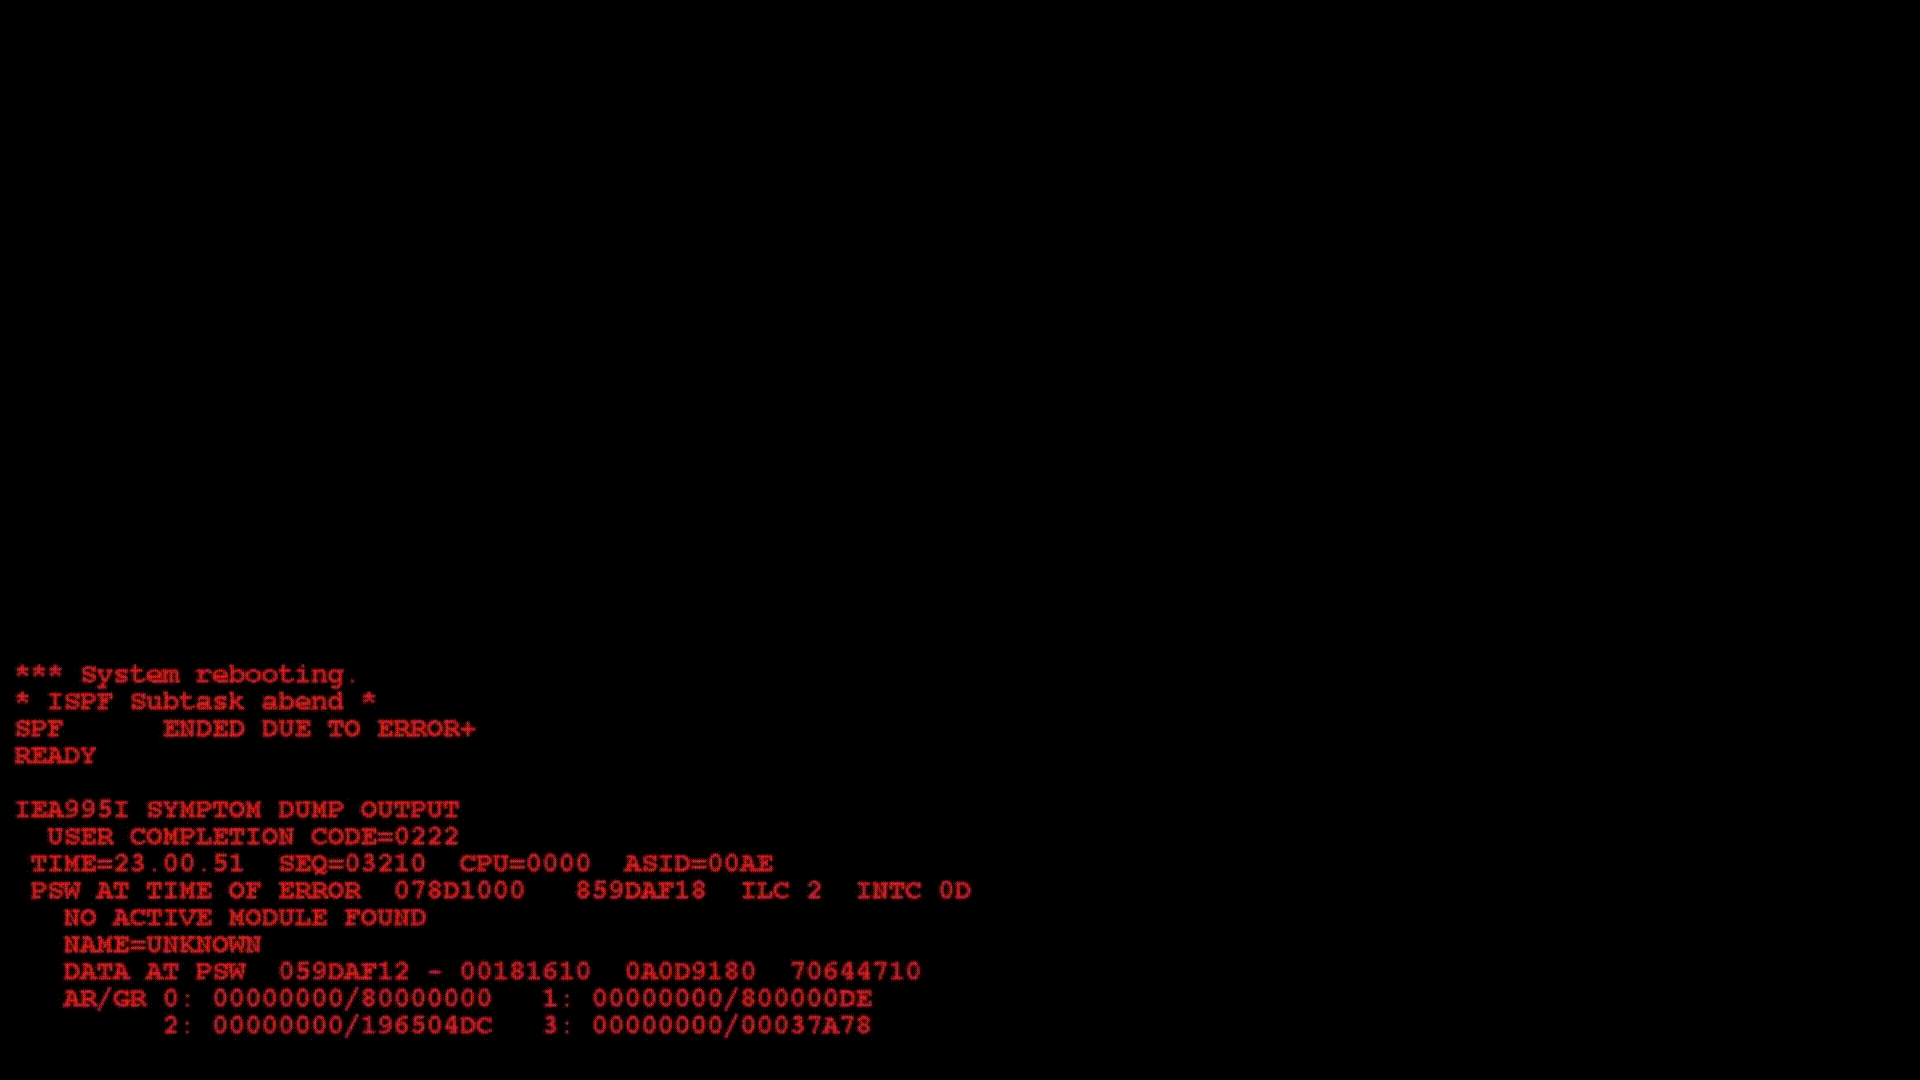 *** System rebooting.
* ISPF Subtask abend *
SPF      ENDED DUE TO ERROR+
READY

IEA995I SYMPTOM DUMP OUTPUT
  USER COMPLETION CODE=0222
 TIME=23.00.51  SEQ=03210  CPU=0000  ASID=00AE
 PSW AT TIME OF ERROR  078D1000   859DAF18  ILC 2  INTC 0D
   NO ACTIVE MODULE FOUND
   NAME=UNKNOWN
   DATA AT PSW  059DAF12 - 00181610  0A0D9180  70644710
   AR/GR 0: 00000000/80000000   1: 00000000/800000DE
         2: 00000000/196504DC   3: 00000000/00037A78